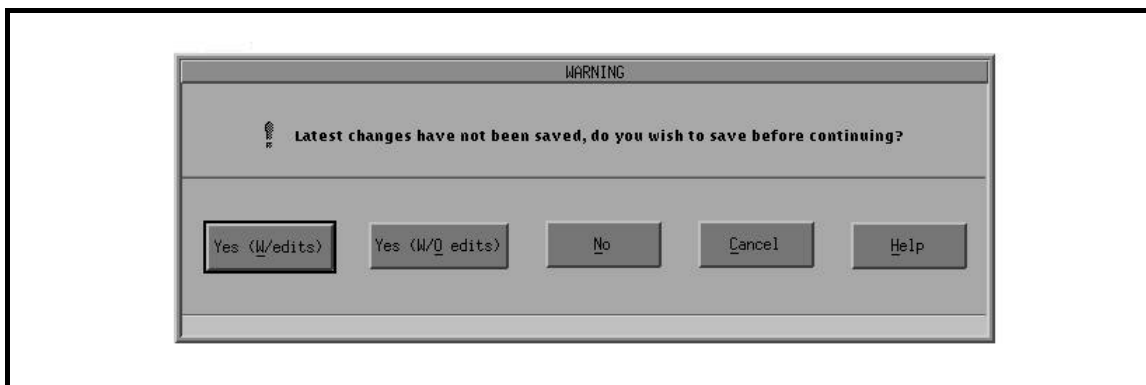 WARNING
Latest changes have not been saved, do you wish to save before continuing?
Yes (W/edits) Yes (W/O edits) No Cancel Help